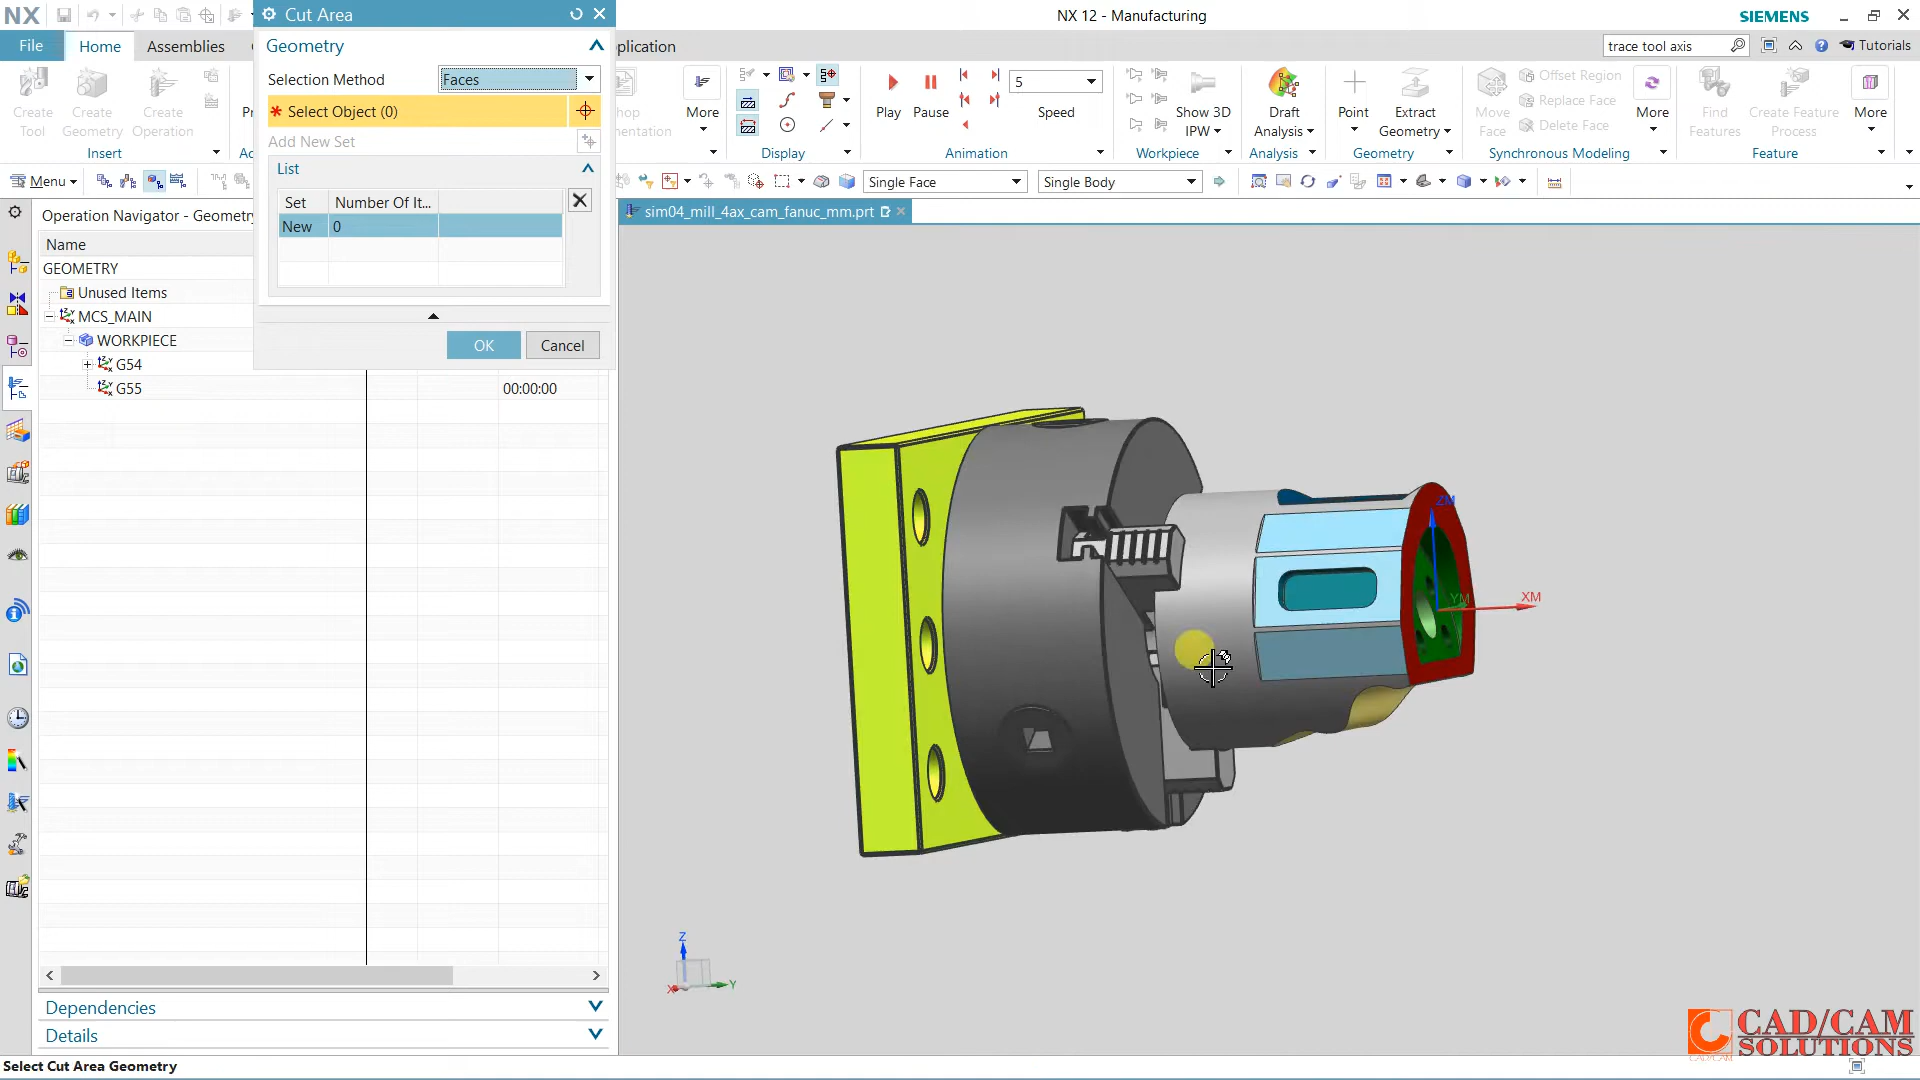 NX
Cut Area
NX 12 - Manufacturing
SIEMENS
File
Home
Assemblies
plication
trace tool axis
Tutorials
Geometry
Selection Method
Faces
* Select Object (0)
Add New Set
List
Set
Number Of It...
New
0
OK
Cancel
Create
Tool
Create
Geometry
Create
Operation
Insert
More
Display
Play
Pause
5
Speed
Animation
Show 3D
IPW
Workpiece
Draft
Analysis
Analysis
Point
Extract
Geometry
Geometry
Move
Face
Offset Region
Replace Face
Delete Face
More
Synchronous Modeling
Find
Features
Create Feature
Process
More
Feature
Menu
Single Face
Single Body
Operation Navigator - Geometry
Name
GEOMETRY
Unused Items
MCS_MAIN
WORKPIECE
G54
G55
00:00:00
sim04_mill_4ax_cam_fanuc_mm.prt
ZM
YM
XM
Z
X
Y
Dependencies
Details
Select Cut Area Geometry
CAD/CAM
SOLUTIONS